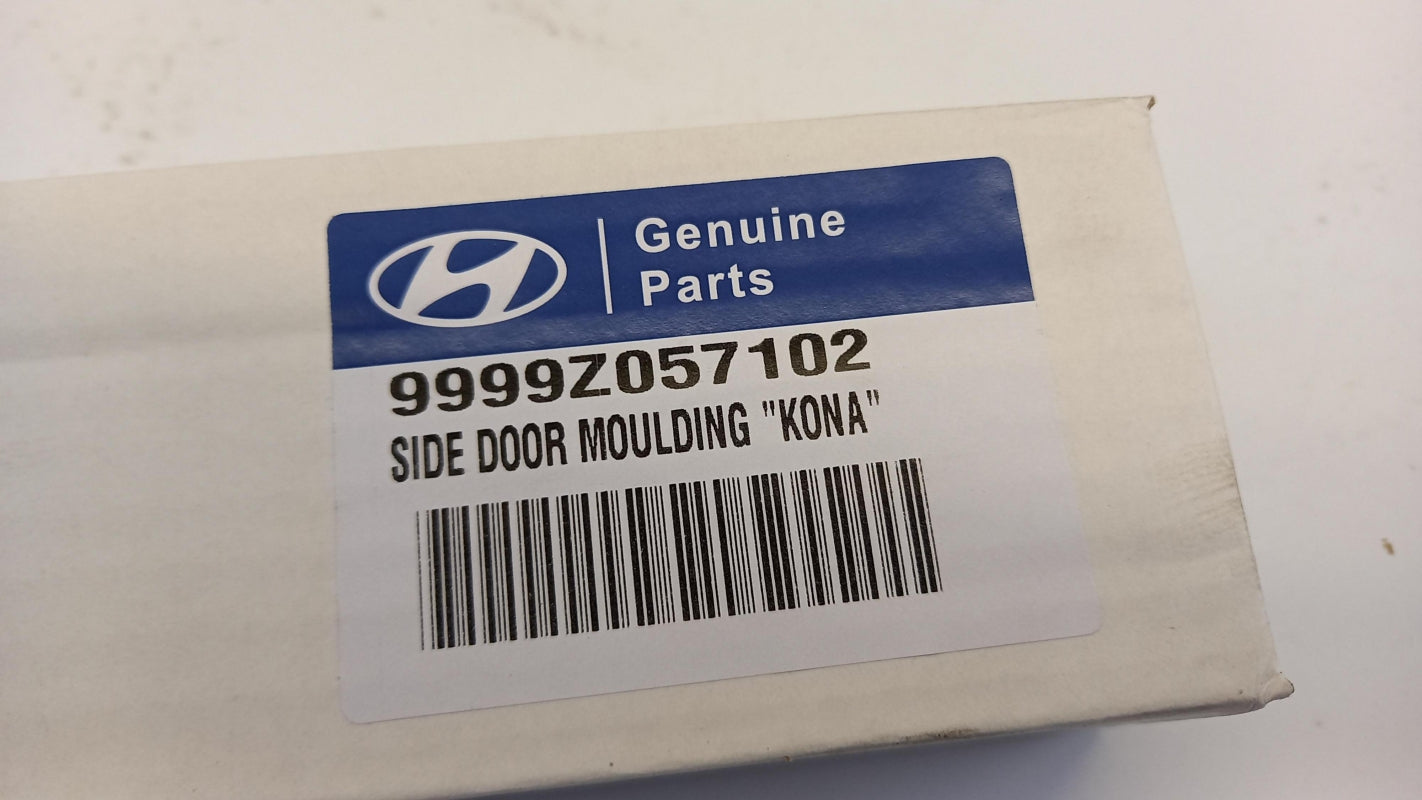 Genuine
Parts
9999Z057102
SIDE DOOR MOULDING "KONA"